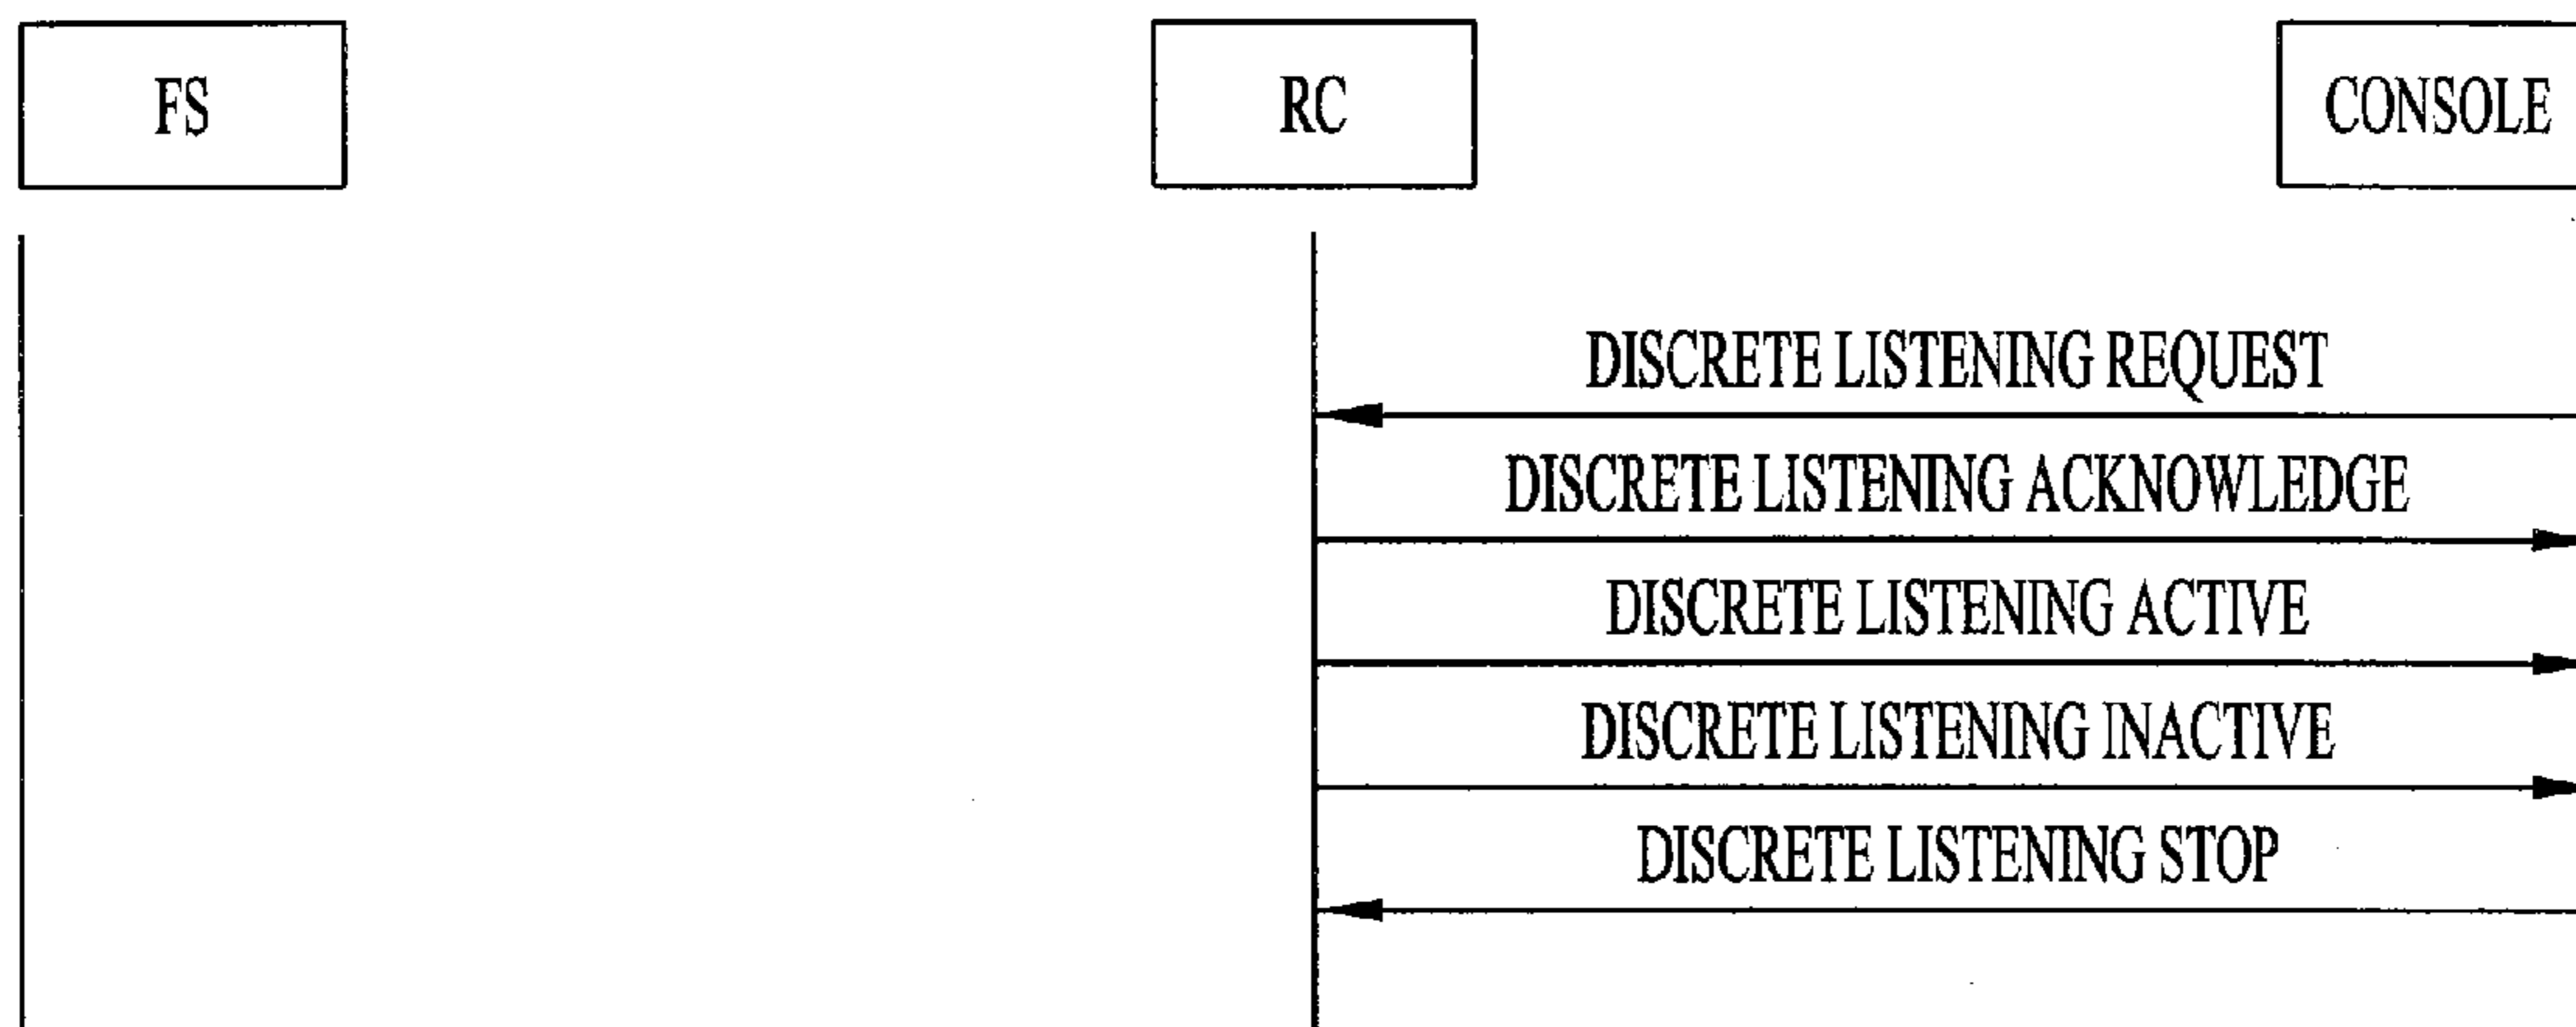 FS
RC
CONSOLE
DISCRETE LISTENING REQUEST
DISCRETE LISTENING ACKNOWLEDGE
DISCRETE LISTENING ACTIVE
DISCRETE LISTENING INACTIVE
DISCRETE LISTENING STOP